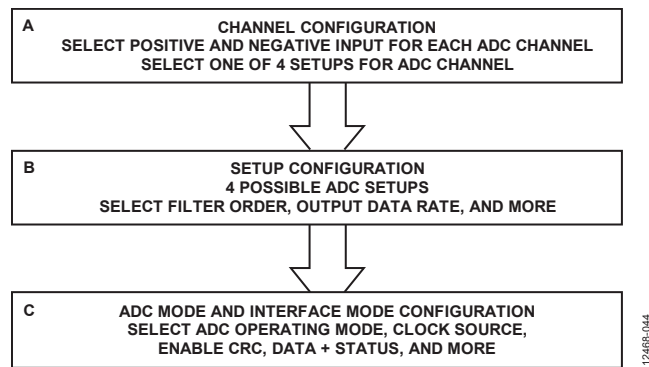 A
CHANNEL CONFIGURATION
SELECT POSITIVE AND NEGATIVE INPUT FOR EACH ADC CHANNEL
SELECT ONE OF 4 SETUPS FOR ADC CHANNEL
B
SETUP CONFIGURATION
4 POSSIBLE ADC SETUPS
SELECT FILTER ORDER, OUTPUT DATA RATE, AND MORE
C
ADC MODE AND INTERFACE MODE CONFIGURATION
SELECT ADC OPERATING MODE, CLOCK SOURCE,
ENABLE CRC, DATA + STATUS, AND MORE
12468-044